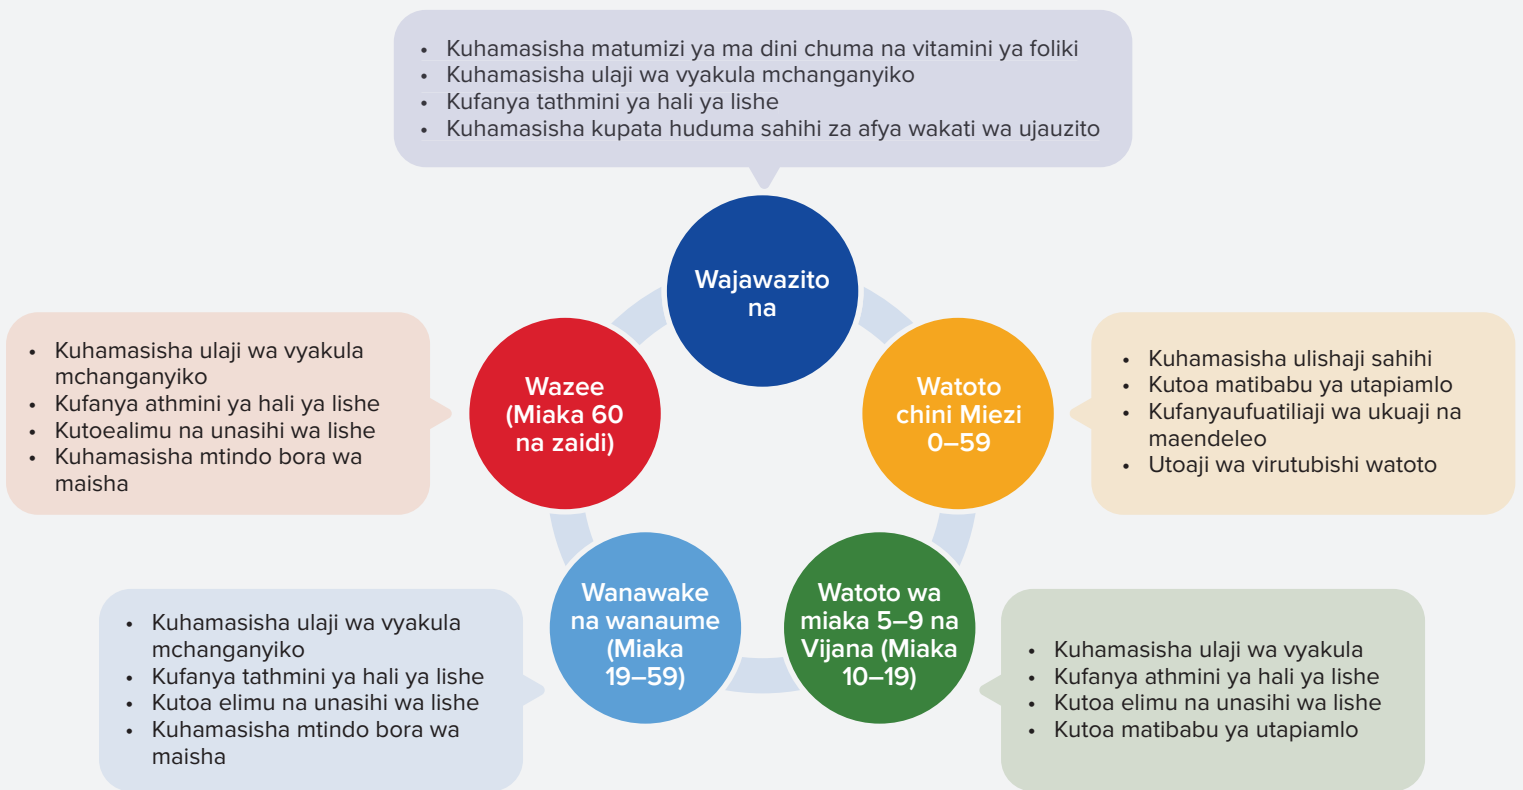 • Kuhamasisha matumizi ya ma dini chuma na vitamini ya foliki
• Kuhamasisha ulaji wa vyakula mchanganyiko
• Kufanya tathmini ya hali ya lishe
• Kuhamasisha kupata huduma sahihi za afya wakati wa ujauzito
Wajawazito
na
• Kuhamasisha ulaji wa vyakula
mchanganyiko
• Kufanya athmini ya hali ya lishe
• Kutoealimu na unasihi wa lishe
• Kuhamasisha mtindo bora wa
maisha
Wazee
(Miaka 60
na zaidi)
Watoto
chini Miezi
0–59
• Kuhamasisha ulishaji sahihi
• Kutoa matibabu ya utapiamlo
• Kufanyaufuatiliaji wa ukuaji na
maendeleo
• Utoaji wa virutubishi watoto
• Kuhamasisha ulaji wa vyakula
mchanganyiko
• Kufanya tathmini ya hali ya lishe
• Kutoa elimu na unasihi wa lishe
• Kuhamasisha mtindo bora wa
maisha
Wanawake
na wanaume
(Miaka
19–59)
Watoto wa
miaka 5–9 na
Vijana (Miaka
10–19)
• Kuhamasisha ulaji wa vyakula
• Kufanya athmini ya hali ya lishe
• Kutoa elimu na unasihi wa lishe
• Kutoa matibabu ya utapiamlo